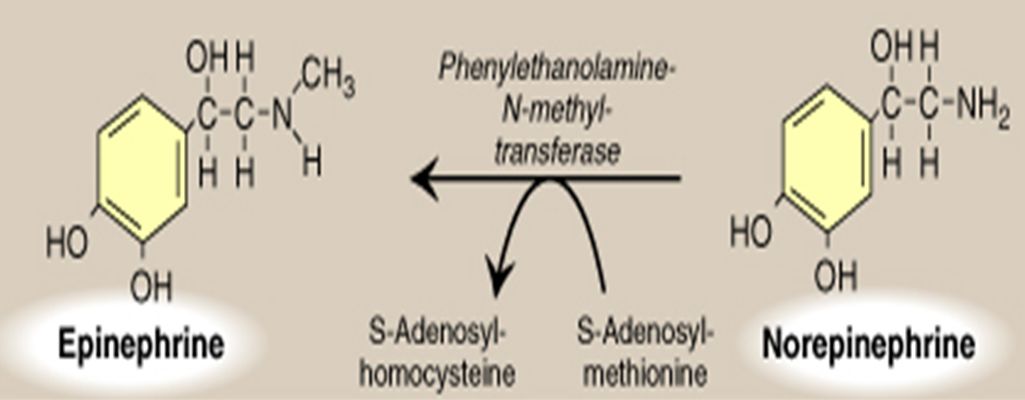 OH H
CH3
C-C-N
H H H
HO
OH
Epinephrine
Phenylethanolamine-
N-methyl-
transferase
S-Adenosyl-
homocysteine
S-Adenosyl-
methionine
OH H
C-C-NH2
H H
HO
OH
Norepinephrine